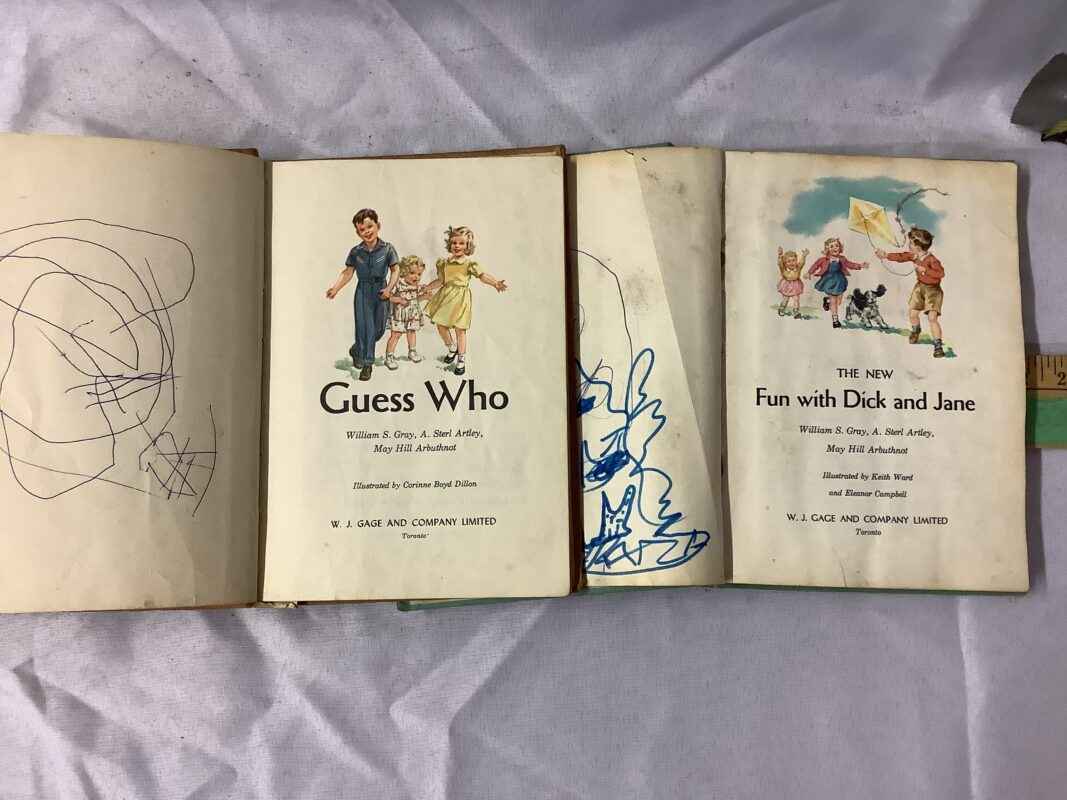 Guess Who
William S. Gray, A. Sterl Artley,
May Hill Arbuthnot
Illustrated by Corinne Boyd Dillon
W. J. GAGE AND COMPANY LIMITED
Toronto
THE NEW
Fun with Dick and Jane
William S. Gray, A. Sterl Artley,
May Hill Arbuthnot
Illustrated by Keith Ward
and Eleanor Campbell
W. J. GAGE AND COMPANY LIMITED
Toronto
2